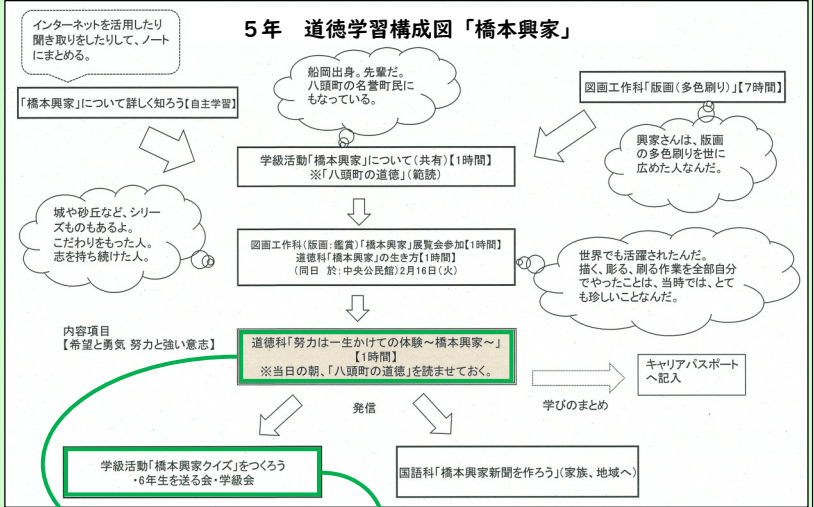 5年 道徳学習構成図「橋本興家」
インターネットを活用したり
聞き取りをしたりして、ノート
にまとめる。
「橋本興家」について詳しく知ろう【自主学習】
船岡出身。先輩だ。
八頭町の名誉町民に
もなっている。
図画工作科「版画(多色刷り)」【7時間】
興家さんは、版画
の多色刷りを世に
広めた人なんだ。
学級活動「橋本興家」について(共有)【1時間】
※「八頭町の道徳」(範読)
城や砂丘など、シリー
ズものもあるよ。
こだわりをもった人。
志を持ち続けた人。
図画工作科(版画:鑑賞)「橋本興家」展覧会参加【1時間】
道徳科「橋本興家」の生き方【1時間】
(同日 於:中央公民館)2月16日(火)
世界でも活躍されたんだ。
描く、彫る、刷る作業を全部自分
でやったことは、当時では、とて
も珍しいことなんだ。
内容項目
【希望と勇気 努力と強い意志】
道徳科「努力は一生かけての体験~橋本興家~」
【1時間】
※当日の朝、「八頭町の道徳」を読ませておく。
キャリアパスポート
へ記入
発信
学びのまとめ
学級活動「橋本興家クイズ」をつくろう
・6年生を送る会・学級会
国語科「橋本興家新聞を作ろう」(家族、地域へ)